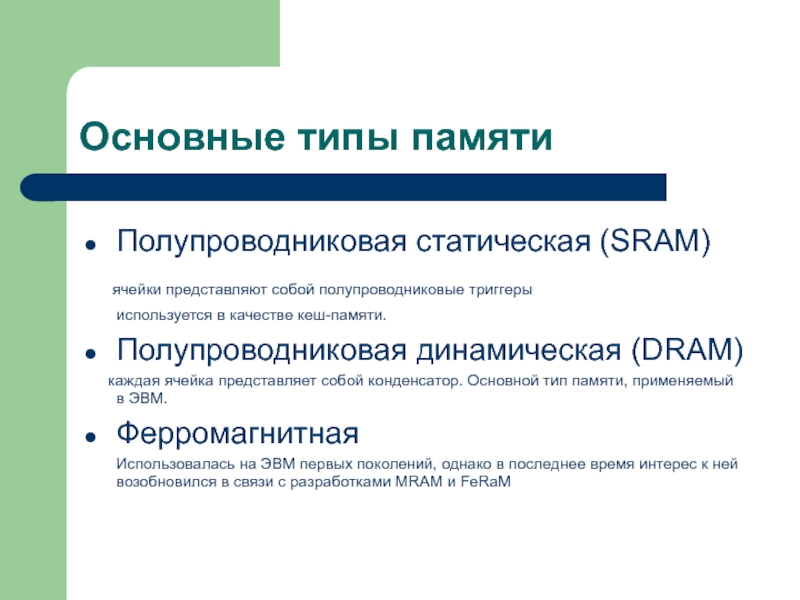 Основные типы памяти
Полупроводниковая статическая (SRAM)
ячейки представляют собой полупроводниковые триггеры
используется в качестве кеш-памяти.
Полупроводниковая динамическая (DRAM)
каждая ячейка представляет собой конденсатор. Основной тип памяти, применяемый
в ЭВМ.
Ферромагнитная
Использовалась на ЭВМ первых поколений, однако в последнее время интерес к ней
возобновился в связи с разработками MRAM и FeRaM